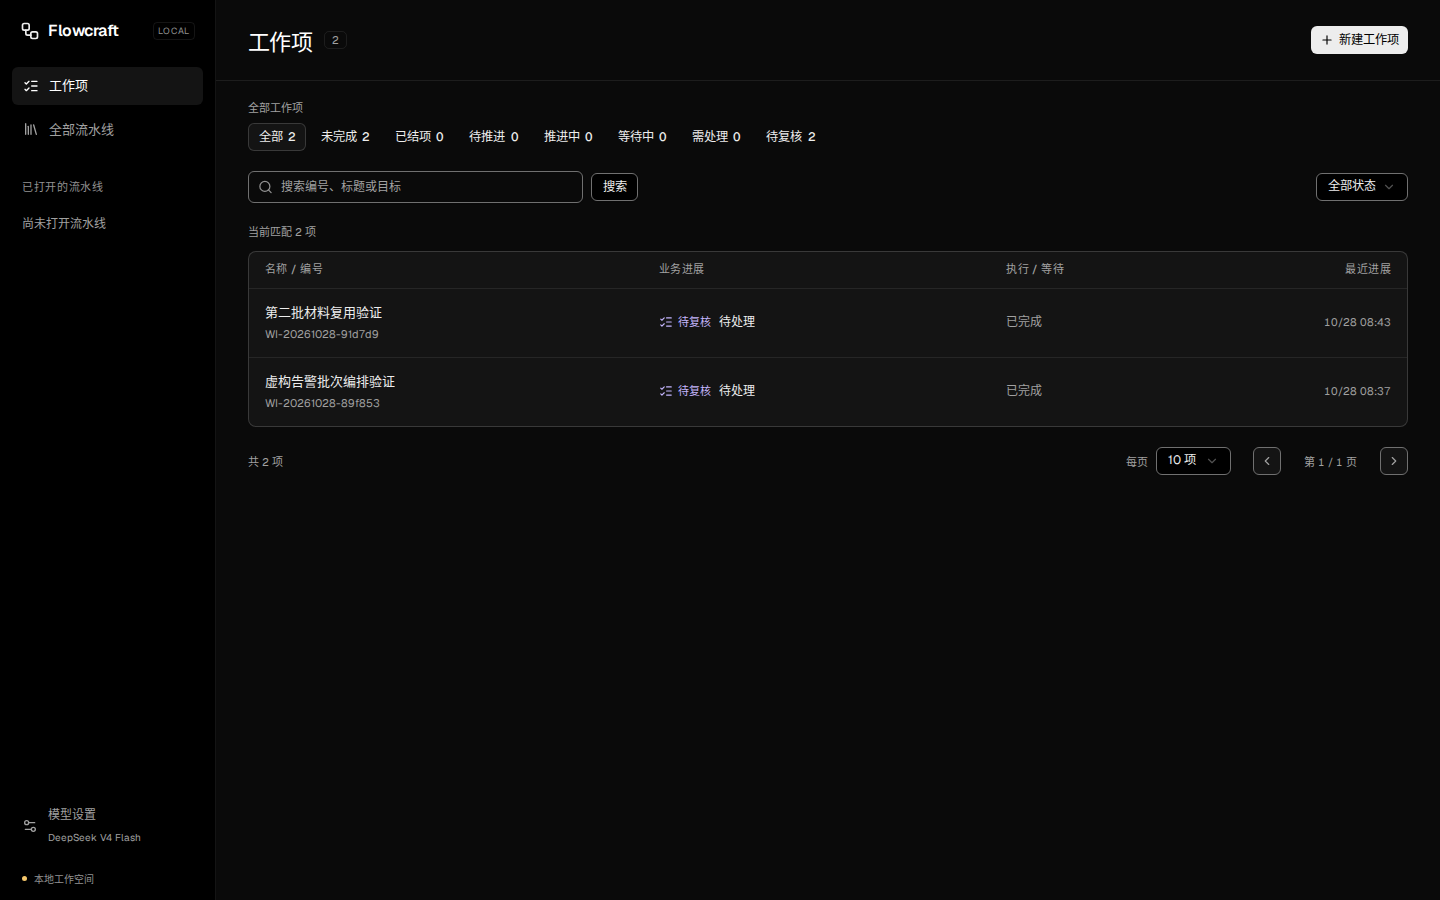 Flowcraft LOCAL
工作项
全部流水线
已打开的流水线
尚未打开流水线
模型设置
DeepSeek V4 Flash
本地工作空间
工作项 2
新建工作项
全部工作项
全部 2 未完成 2 已结项 0 待推进 0 推进中 0 等待中 0 需处理 0 待复核 2
搜索编号、标题或目标 搜索 全部状态
当前匹配 2 项
名称 / 编号 业务进展 执行 / 等待 最近进展
第二批材料复用验证
WI-20261028-91d7d9
待复核 待处理 已完成 10/28 08:43
虚构告警批次编排验证
WI-20261028-89f853
待复核 待处理 已完成 10/28 08:37
共 2 项 每页 10 项 第 1 / 1 页